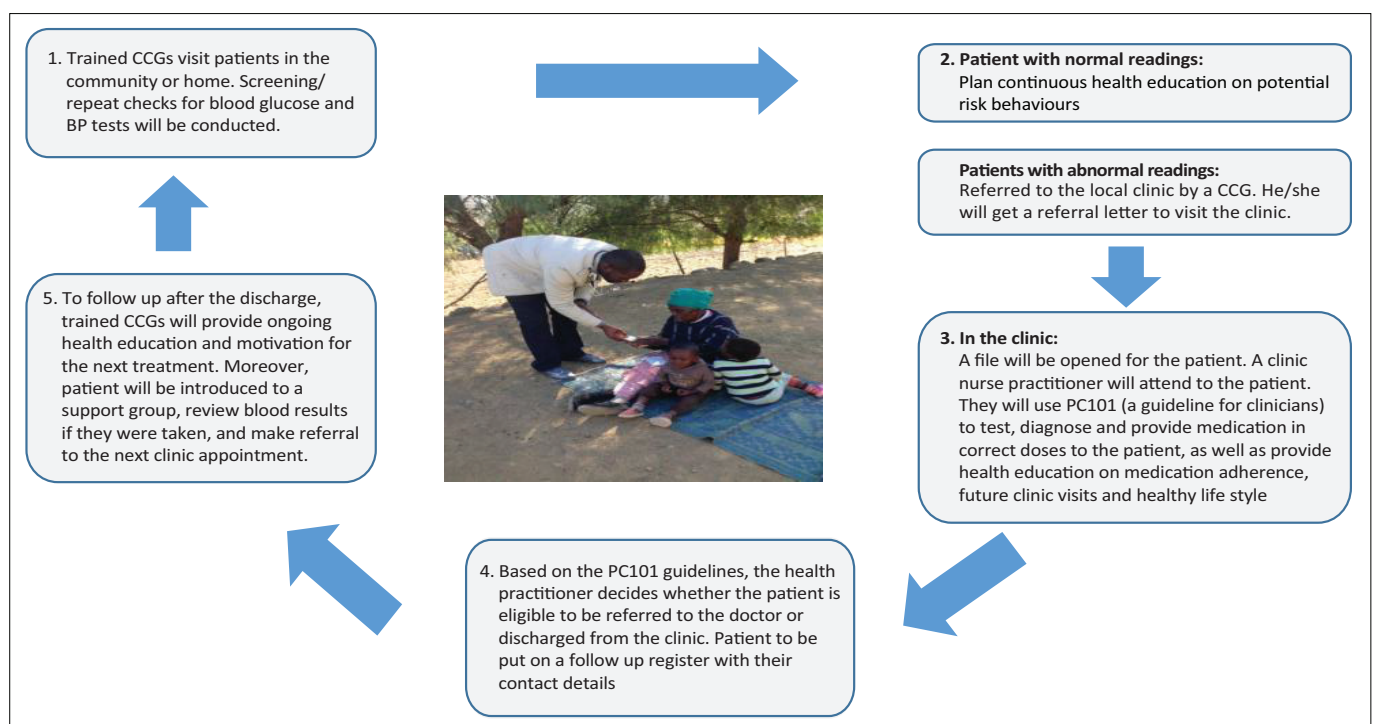 1. Trained CCGs visit patients in the
community or home. Screening/
repeat checks for blood glucose and
BP tests will be conducted.
2. Patient with normal readings:
Plan continuous health education on potential
risk behaviours
Patients with abnormal readings:
Referred to the local clinic by a CCG. He/she
will get a referral letter to visit the clinic.
3. In the clinic:
A file will be opened for the patient. A clinic
nurse practitioner will attend to the patient.
They will use PC101 (a guideline for clinicians)
to test, diagnose and provide medication in
correct doses to the patient, as well as provide
health education on medication adherence,
future clinic visits and healthy life style
4. Based on the PC101 guidelines, the health
practitioner decides whether the patient is
eligible to be referred to the doctor or
discharged from the clinic. Patient to be
put on a follow up register with their
contact details
5. To follow up after the discharge,
trained CCGs will provide ongoing
health education and motivation for
the next treatment. Moreover,
patient will be introduced to a
support group, review blood results
if they were taken, and make referral
to the next clinic appointment.